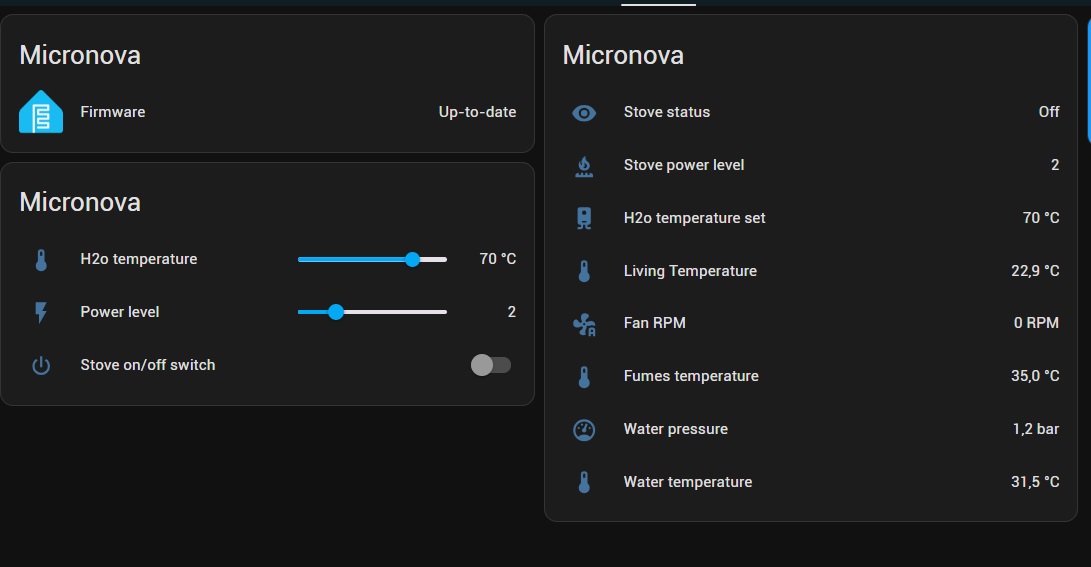 Micronova
Firmware Up-to-date
Micronova
H2o temperature 70 °C
Power level 2
Stove on/off switch
Micronova
Stove status Off
Stove power level 2
H2o temperature set 70 °C
Living Temperature 22,9 °C
Fan RPM 0 RPM
Fumes temperature 35,0 °C
Water pressure 1,2 bar
Water temperature 31,5 °C